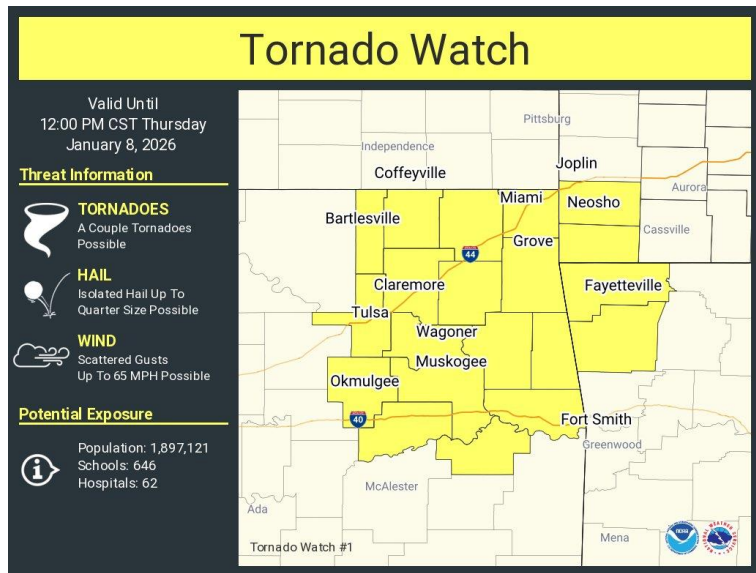 Tornado Watch
Valid Until
12:00 PM CST Thursday
January 8, 2026
Threat Information
TORNADOES
A Couple Tornadoes
Possible
HAIL
Isolated Hail Up To
Quarter Size Possible
WIND
Scattered Gusts
Up To 65 MPH Possible
Potential Exposure
Population: 1,897,121
Schools: 646
Hospitals: 62
Pittsburg
Independence
Coffeyville
Joplin
Aurora
Miami
Neosho
Bartlesville
Cassville
Grove
44
Claremore
Fayetteville
Tulsa
Wagoner
Muskogee
Okmulgee
40
Fort Smith
Greenwood
McAlester
Ada
Mena
Tornado Watch #1
NOAA